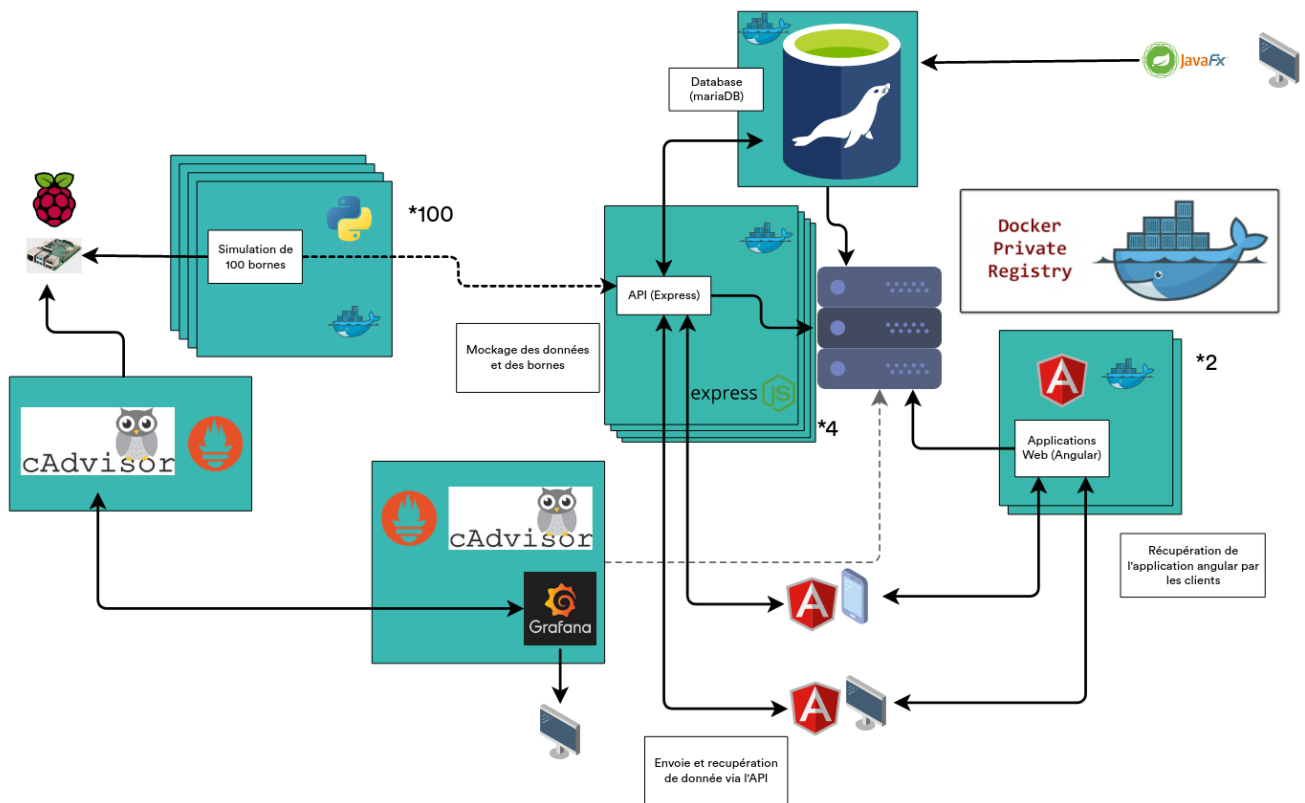 Database
(mariaDB)
JavaFx
*100
Simulation de
100 bornes
Docker
Private
Registry
API (Express)
Mockage des données
et des bornes
express
JS
*4
*2
Applications
Web (Angular)
cAdvisor
cAdvisor
Grafana
Récupération de
l'application angular par
les clients
Envoie et recupération
de donnée via l'API